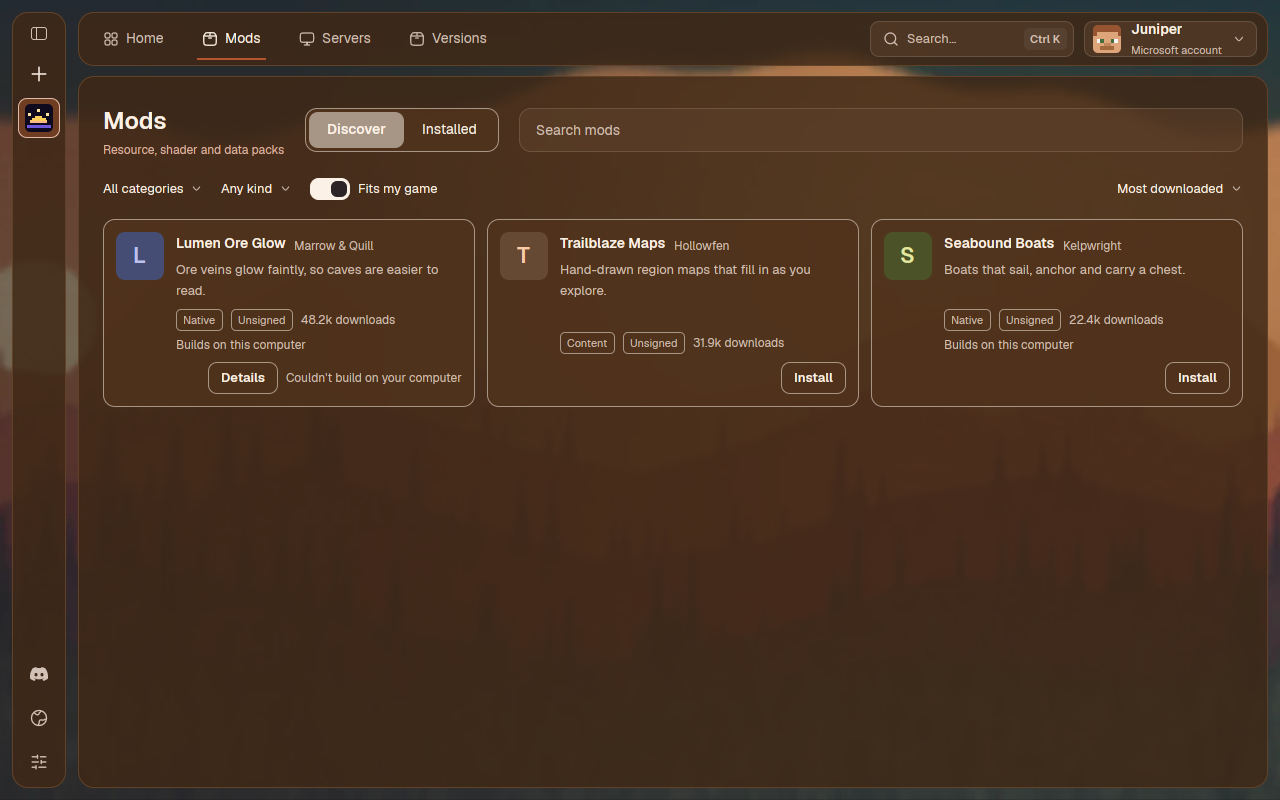 Home
Mods
Servers
Versions
Search...
Ctrl K
Juniper
Microsoft account
Mods
Resource, shader and data packs
Discover
Installed
Search mods
All categories
Any kind
Fits my game
Most downloaded
L
Lumen Ore Glow Marrow & Quill
Ore veins glow faintly, so caves are easier to
read.
Native Unsigned 48.2k downloads
Builds on this computer
Details Couldn't build on your computer
T
Trailblaze Maps Hollowfen
Hand-drawn region maps that fill in as you
explore.
Content Unsigned 31.9k downloads
Install
S
Seabound Boats Kelpwright
Boats that sail, anchor and carry a chest.
Native Unsigned 22.4k downloads
Builds on this computer
Install